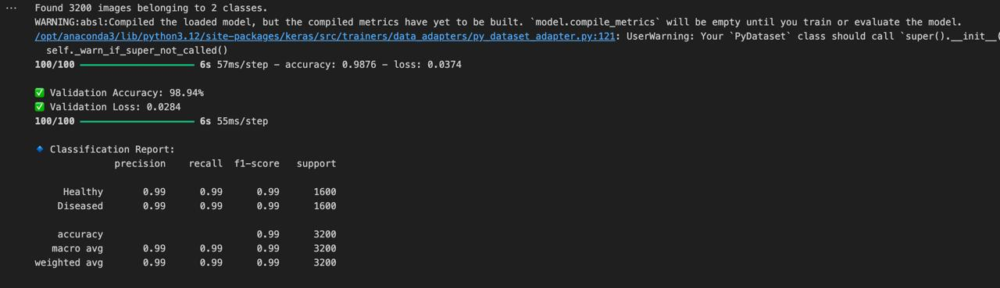 ...
Found 3200 images belonging to 2 classes.
WARNING:absl:Compiled the loaded model, but the compiled metrics have yet to be built. `model.compile_metrics` will be empty until you train or evaluate the model.
/opt/anaconda3/lib/python3.12/site-packages/keras/src/trainers/data_adapters/py_dataset_adapter.py:121: UserWarning: Your `PyDataset` class should call `super().__init__(
self._warn_if_super_not_called()
100/100 ━━━━━━━━━━━━━━━━━━━━ 6s 57ms/step - accuracy: 0.9876 - loss: 0.0374
✅ Validation Accuracy: 98.94%
✅ Validation Loss: 0.0284
100/100 ━━━━━━━━━━━━━━━━━━━━ 6s 55ms/step
🔹 Classification Report:
precision recall f1-score support
Healthy 0.99 0.99 0.99 1600
Diseased 0.99 0.99 0.99 1600
accuracy 0.99 3200
macro avg 0.99 0.99 0.99 3200
weighted avg 0.99 0.99 0.99 3200